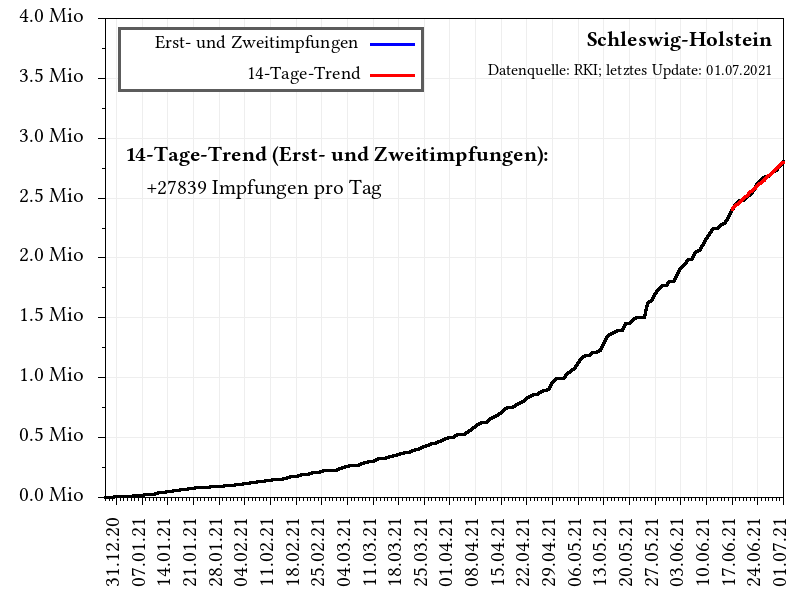 4.0 Mio
3.5 Mio
3.0 Mio
2.5 Mio
2.0 Mio
1.5 Mio
1.0 Mio
0.5 Mio
0.0 Mio
Erst- und Zweitimpfungen
14-Tage-Trend
Schleswig-Holstein
Datenquelle: RKI; letztes Update: 01.07.2021
14-Tage-Trend (Erst- und Zweitimpfungen):
+27839 Impfungen pro Tag
31.12.20
07.01.21
14.01.21
21.01.21
28.01.21
04.02.21
11.02.21
18.02.21
25.02.21
04.03.21
11.03.21
18.03.21
25.03.21
01.04.21
08.04.21
15.04.21
22.04.21
29.04.21
06.05.21
13.05.21
20.05.21
27.05.21
03.06.21
10.06.21
17.06.21
24.06.21
01.07.21